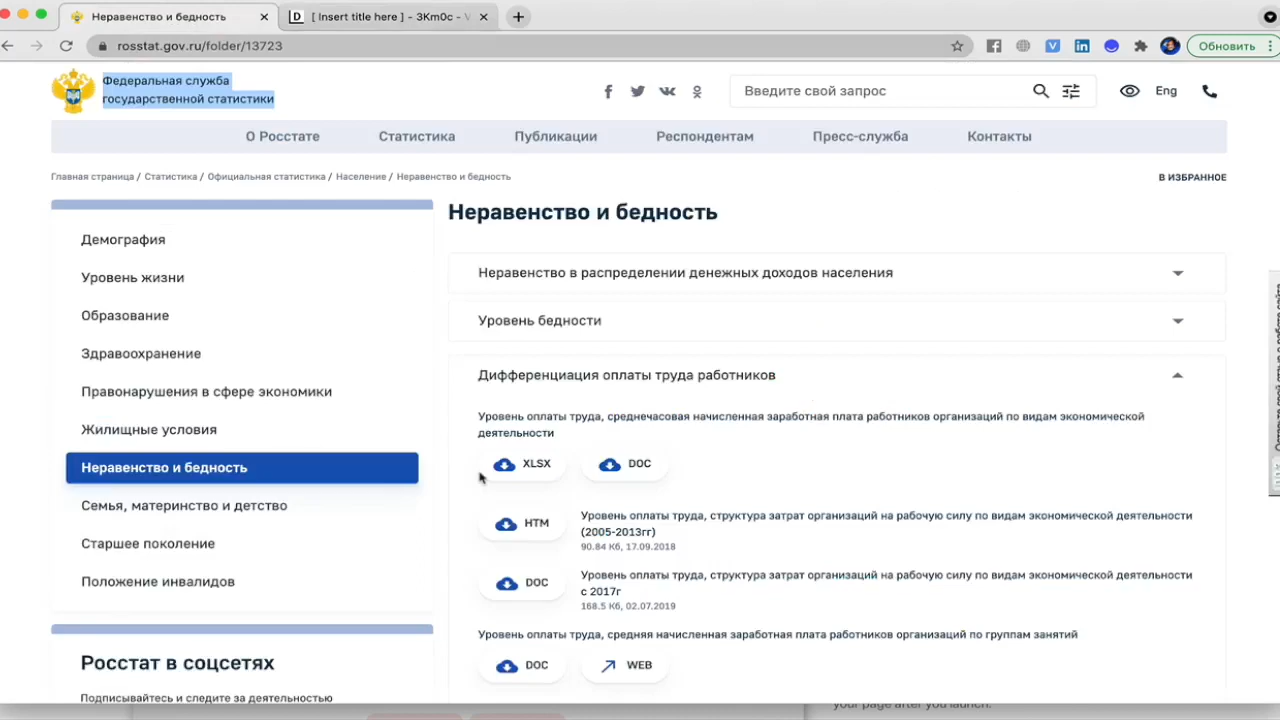 Неравенство и бедность
[ Insert title here ] - 3Km0c - V
rosstat.gov.ru/folder/13723
Обновить
Федеральная служба
государственной статистики
Введите свой запрос
Eng
О Росстате
Статистика
Публикации
Респондентам
Пресс-служба
Контакты
Главная страница / Статистика / Официальная статистика / Население / Неравенство и бедность
В ИЗБРАННОЕ
Демография
Уровень жизни
Образование
Здравоохранение
Правонарушения в сфере экономики
Жилищные условия
Неравенство и бедность
Семья, материнство и детство
Старшее поколение
Положение инвалидов
Росстат в соцсетях
Подписывайтесь и следите за деятельностью
Неравенство и бедность
Неравенство в распределении денежных доходов населения
Уровень бедности
Дифференциация оплаты труда работников
Уровень оплаты труда, среднечасовая начисленная заработная плата работников организаций по видам экономической
деятельности
XLSX
DOC
HTM
Уровень оплаты труда, структура затрат организаций на рабочую силу по видам экономической деятельности
(2005-2013гг)
90.84 Кб, 17.09.2018
DOC
Уровень оплаты труда, структура затрат организаций на рабочую силу по видам экономической деятельности
с 2017г
168.5 Кб, 02.07.2019
Уровень оплаты труда, средняя начисленная заработная плата работников организаций по группам занятий
DOC
WEB
your page after you launch.